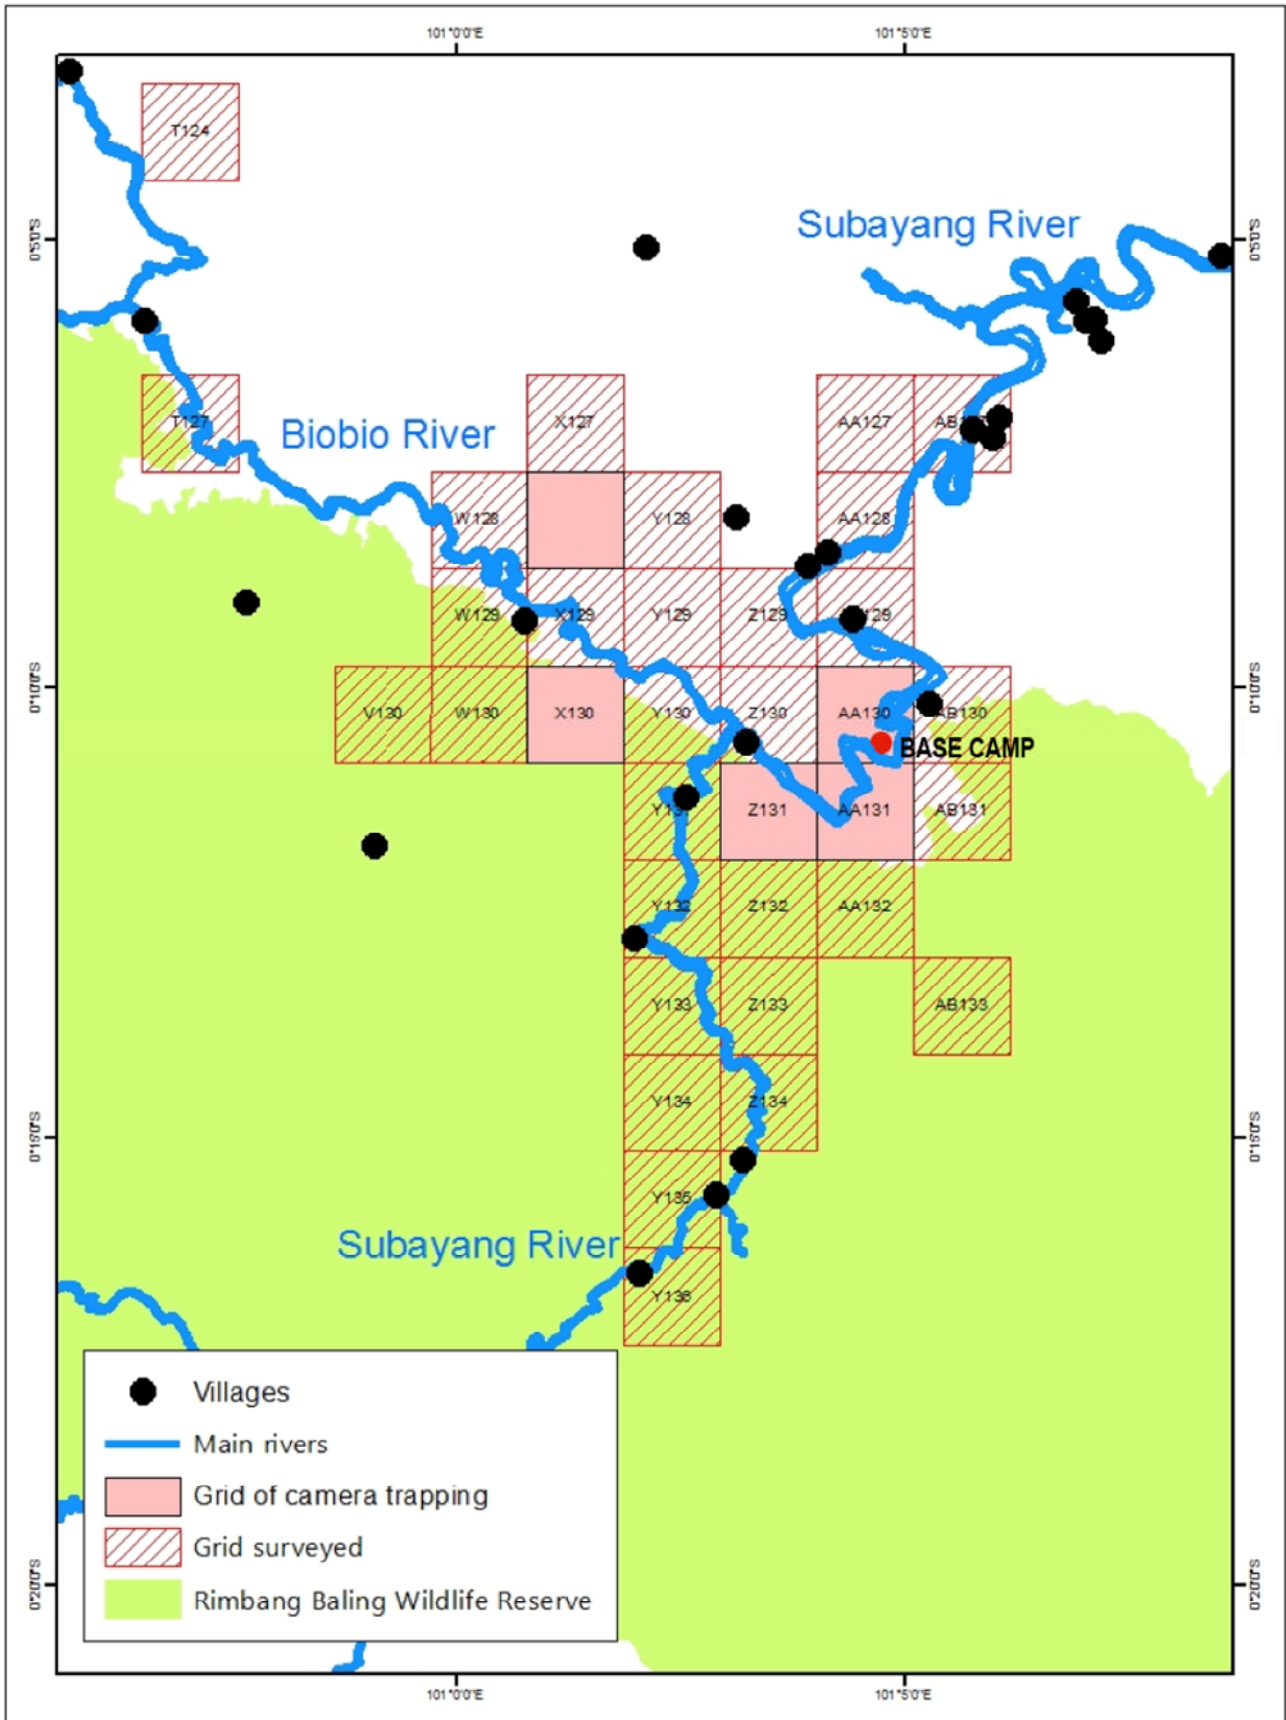 101°0'0"E
101°5'0"E
T124
Subayang River
0°5'0"S
0°5'0"S
T127
X127
AA127
Biobio River
W128
Y128
AA128
W129
X129
Y129
Z129
0°10'0"S
0°10'0"S
V130
W130
X130
Y130
Z130
AA130
AB130
BASE CAMP
Z131
AA131
AB131
Y132
Z132
AA132
Y133
Z133
AB133
Y134
Z134
0°15'0"S
0°15'0"S
Y135
Subayang River
Y136
Villages
Main rivers
Grid of camera trapping
Grid surveyed
0°20'0"S
0°20'0"S
Rimbang Baling Wildlife Reserve
101°0'0"E
101°5'0"E